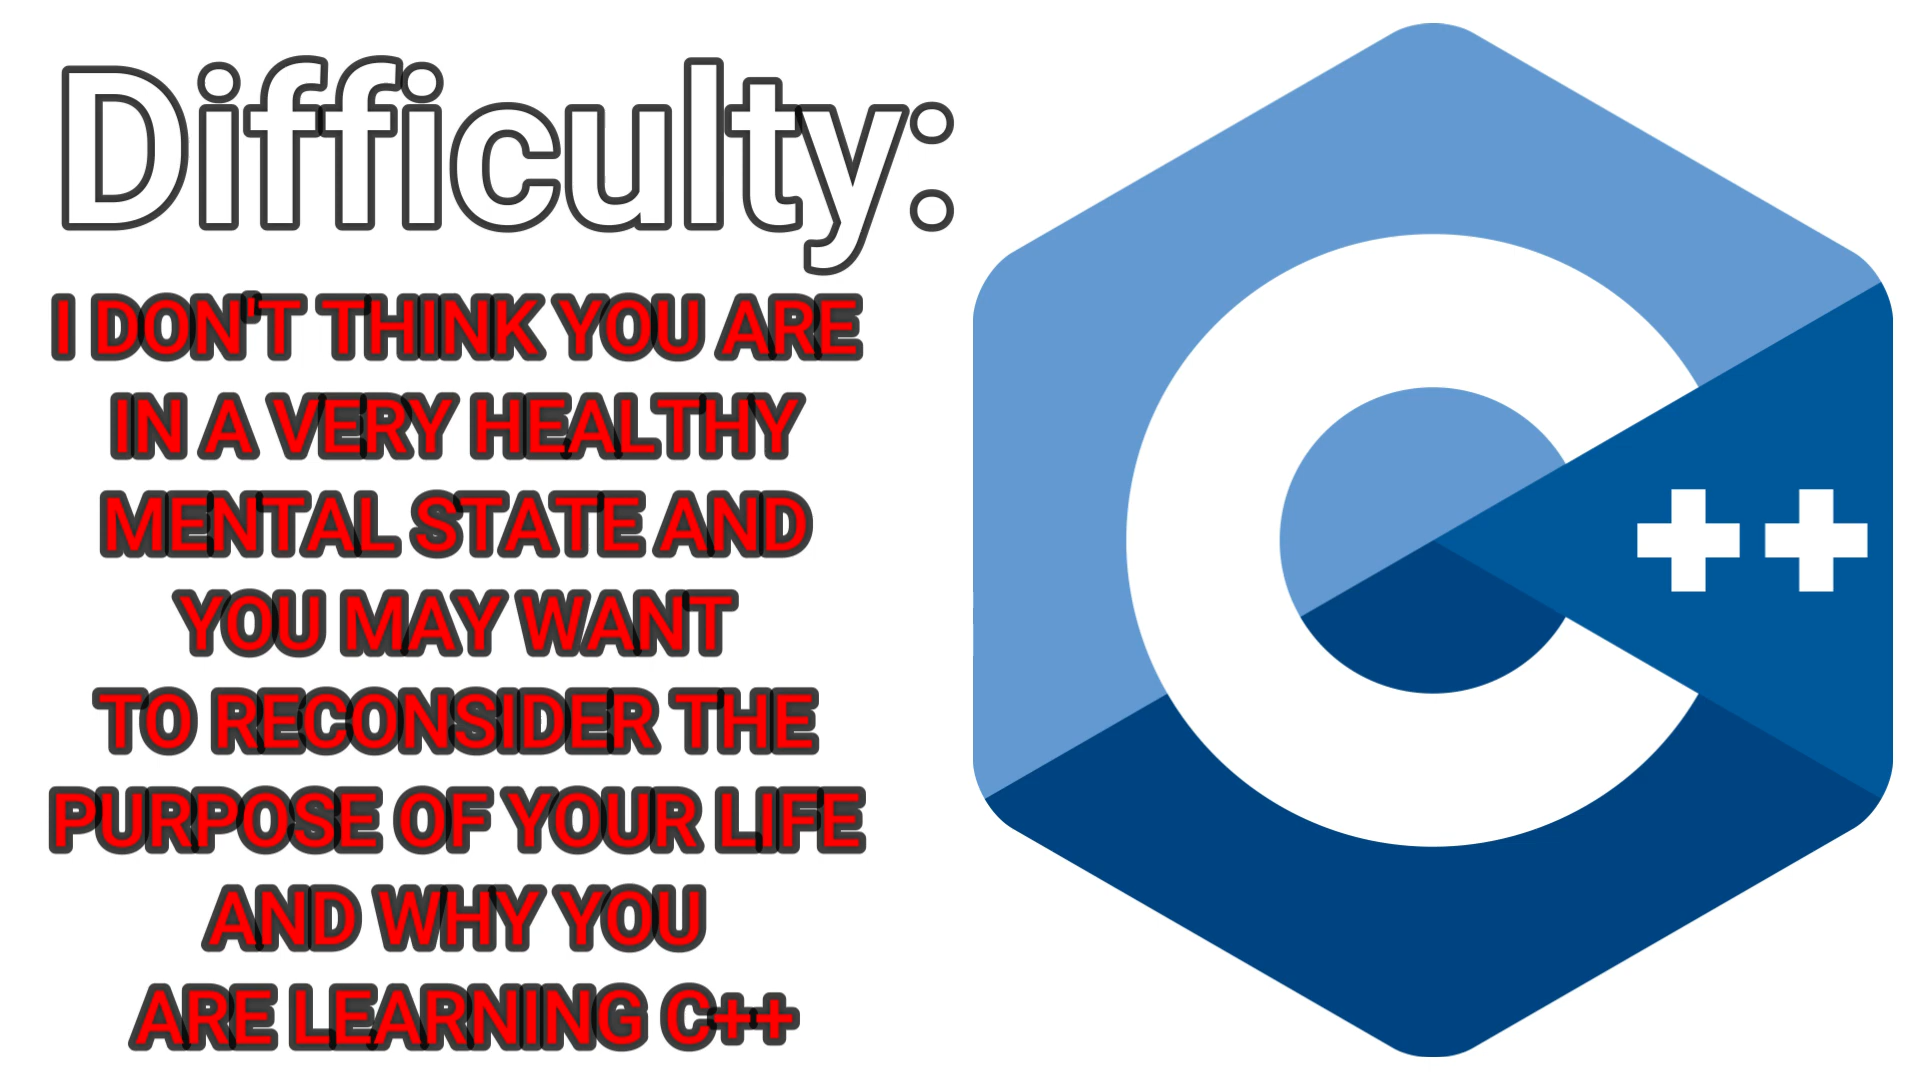 Difficulty:
I DON'T THINK YOU ARE
IN A VERY HEALTHY
MENTAL STATE AND
YOU MAY WANT
TO RECONSIDER THE
PURPOSE OF YOUR LIFE
AND WHY YOU
ARE LEARNING C++
C++